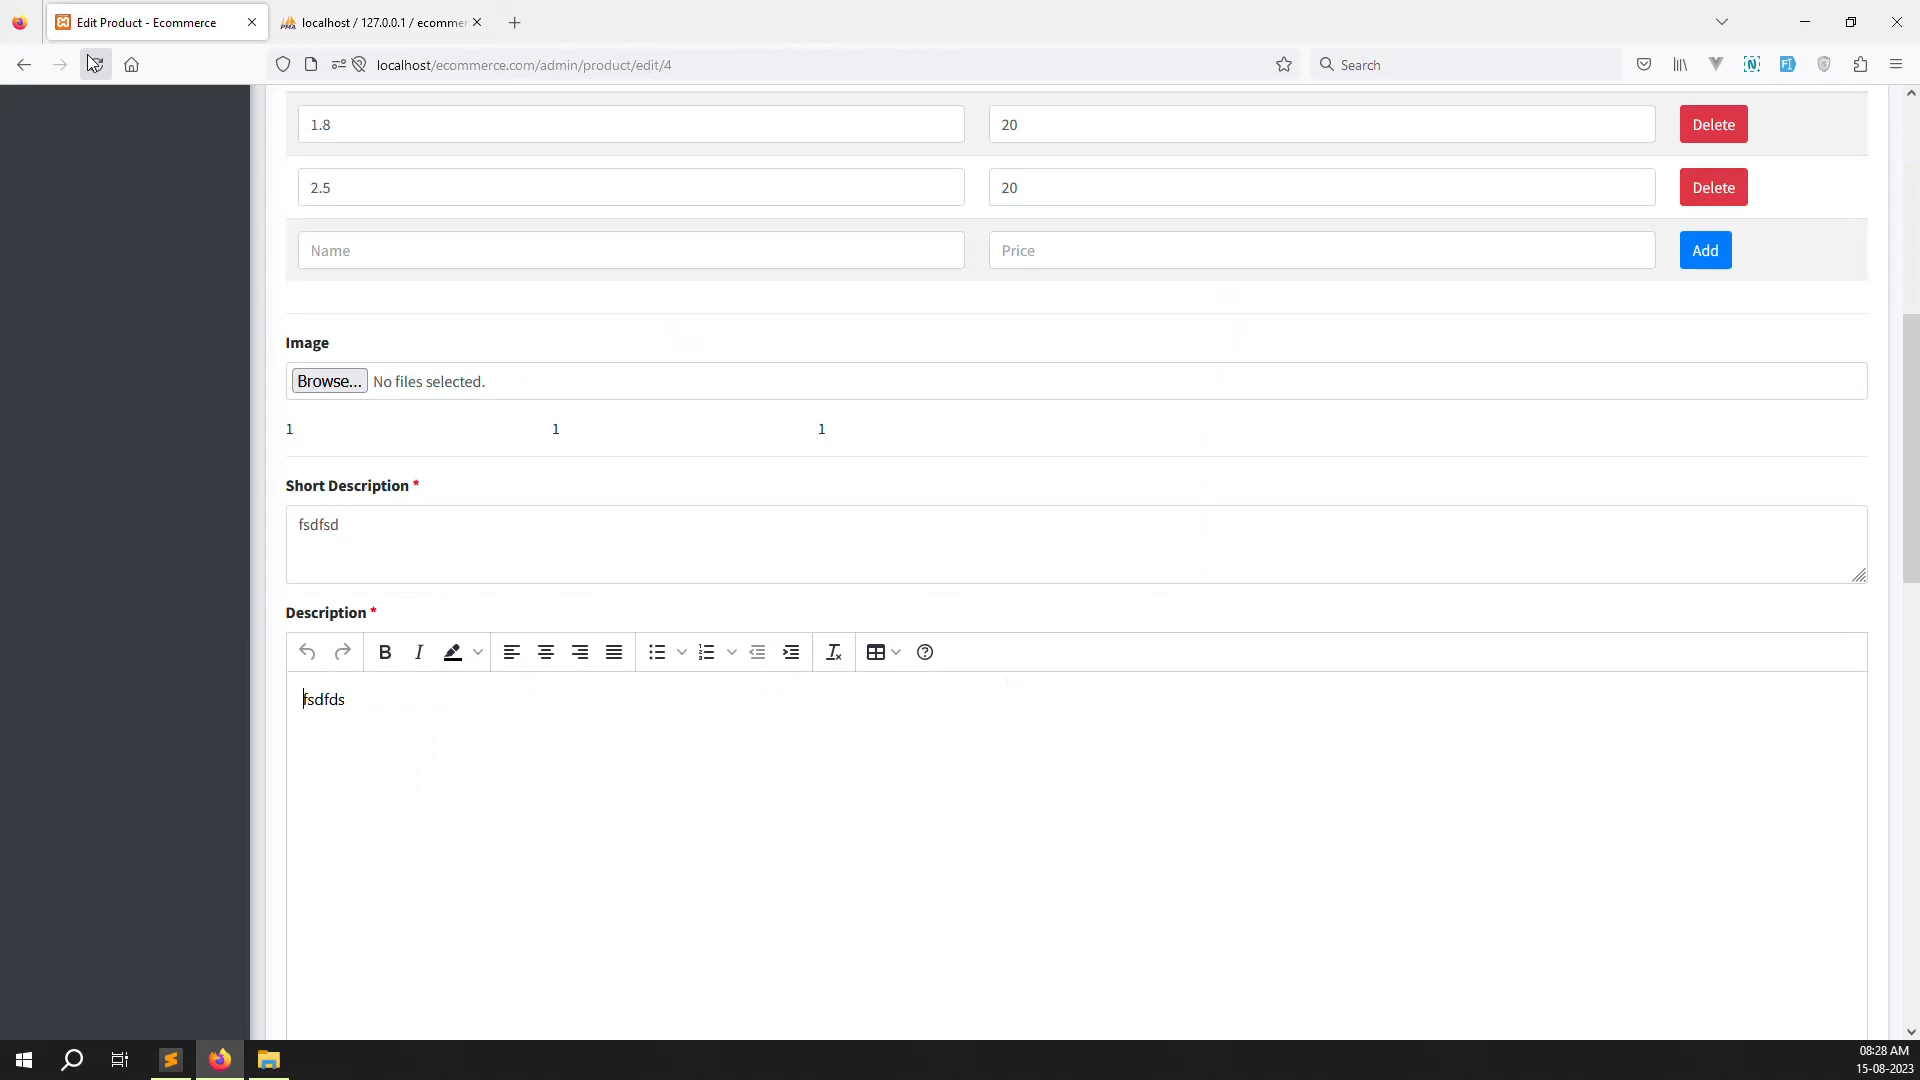 Edit Product - Ecommerce
localhost / 127.0.0.1 / ecomme
localhost/ecommerce.com/admin/product/edit/4
Search
1.8 20 Delete
2.5 20 Delete
Name Price Add
Image
Browse... No files selected.
1 1 1
Short Description *
fsdfsd
Description *
fsdfds
08:28 AM
15-08-2023